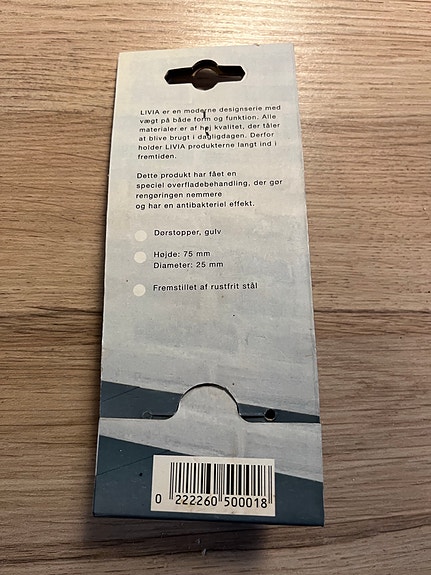 LIVIA er en moderne designserie med
vægt på både form og funktion. Alle
materialer er af høj kvalitet, der tåler
at blive brugt i dagligdagen. Derfor
holder LIVIA produkterne langt ind i
fremtiden.
Dette produkt har fået en
speciel overfladebehandling, der gør
rengøringen nemmere
og har en antibakteriel effekt.
Dørstopper, gulv
Højde: 75 mm
Diameter: 25 mm
Fremstillet af rustfrit stål
0 222260 500018